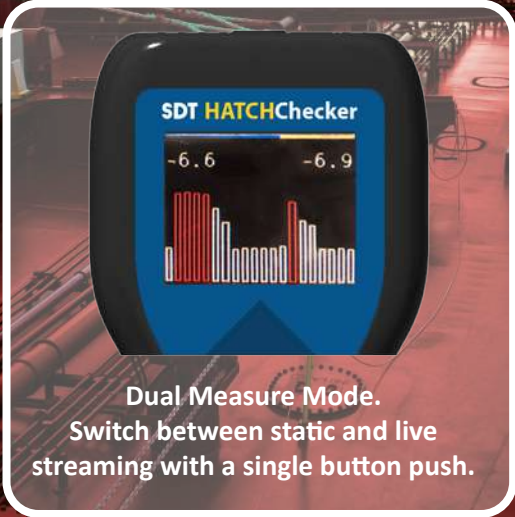 SDT HATCHChecker
-6.6 -6.9
Dual Measure Mode.
Switch between static and live
streaming with a single button push.